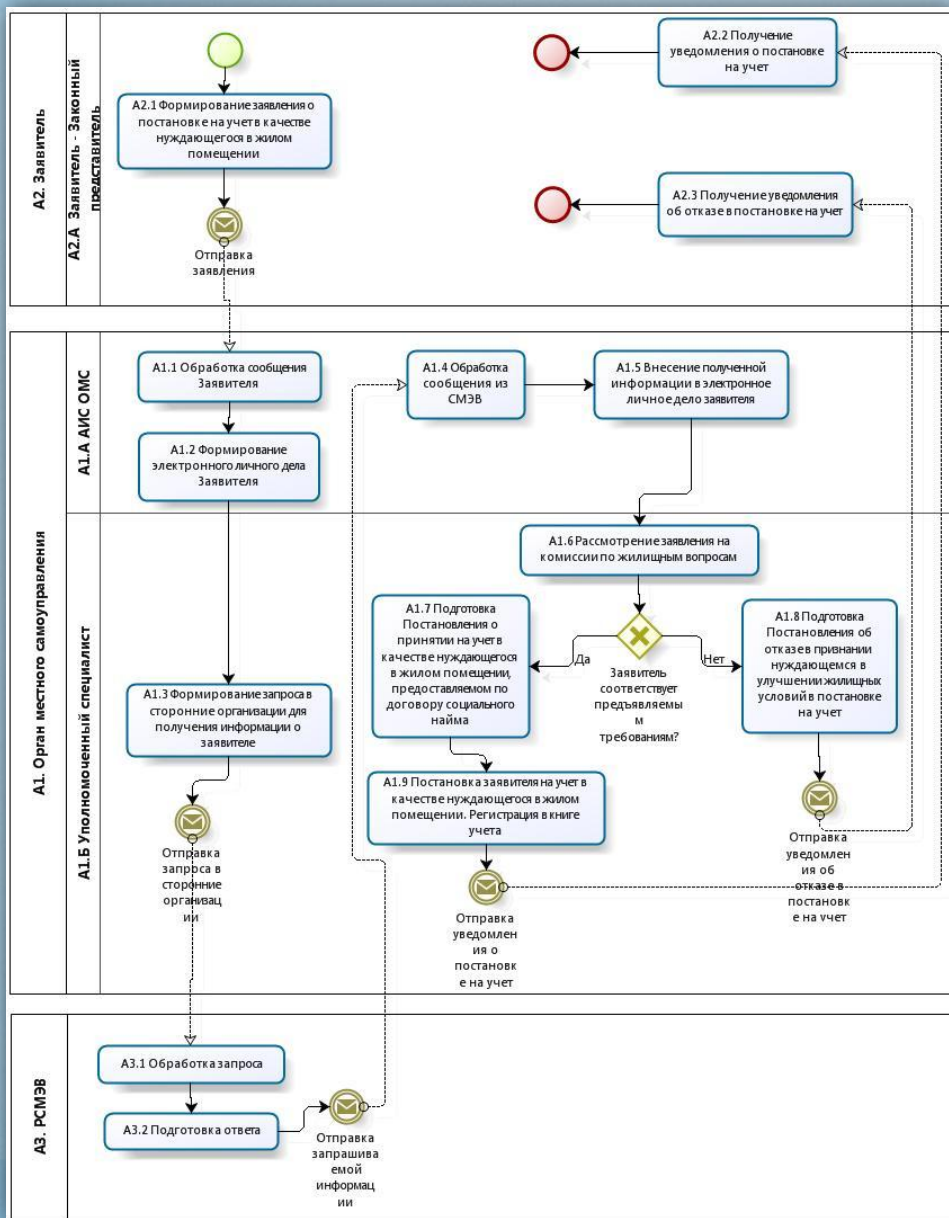 А2. Заявитель
А2.А Заявитель - Законный
представитель
А2.1 Формирование заявления о
постановке на учет в качестве
нуждающегося в жилом
помещении
Отправка
заявления
А2.2 Получение
уведомления о постановке
на учет
А2.3 Получение уведомления
об отказе в постановке на учет
А1. Орган местного самоуправления
А1.А АИС ОМС
А1.1 Обработка сообщения
Заявителя
А1.2 Формирование
электронного личного дела
Заявителя
А1.4 Обработка
сообщения из
СМЭВ
А1.5 Внесение полученной
информации в электронное
личное дело заявителя
А1.Б Уполномоченный специалист
А1.3 Формирование запроса в
сторонние организации для
получения информации о
заявителе
Отправка
запроса в
сторонние
организац
ии
А1.6 Рассмотрение заявления на
комиссии по жилищным вопросам
Да
Нет
Заявитель
соответствует
предъявляемы
м
требованиям?
А1.7 Подготовка
Постановления о
принятии на учет в
качестве нуждающегося
в жилом помещении,
предоставляемом по
договору социального
найма
А1.8 Подготовка
Постановления об
отказе в признании
нуждающемся в
улучшении жилищных
условий в постановке
на учет
А1.9 Постановка заявителя на учет в
качестве нуждающегося в жилом
помещении. Регистрация в книге
учета
Отправка
уведомлен
ия о
постановк
е на учет
Отправка
уведомлен
ия об
отказе в
постановк
е на учет
А3. РСМЭВ
А3.1 Обработка запроса
А3.2 Подготовка ответа
Отправка
запрашива
емой
информац
ии